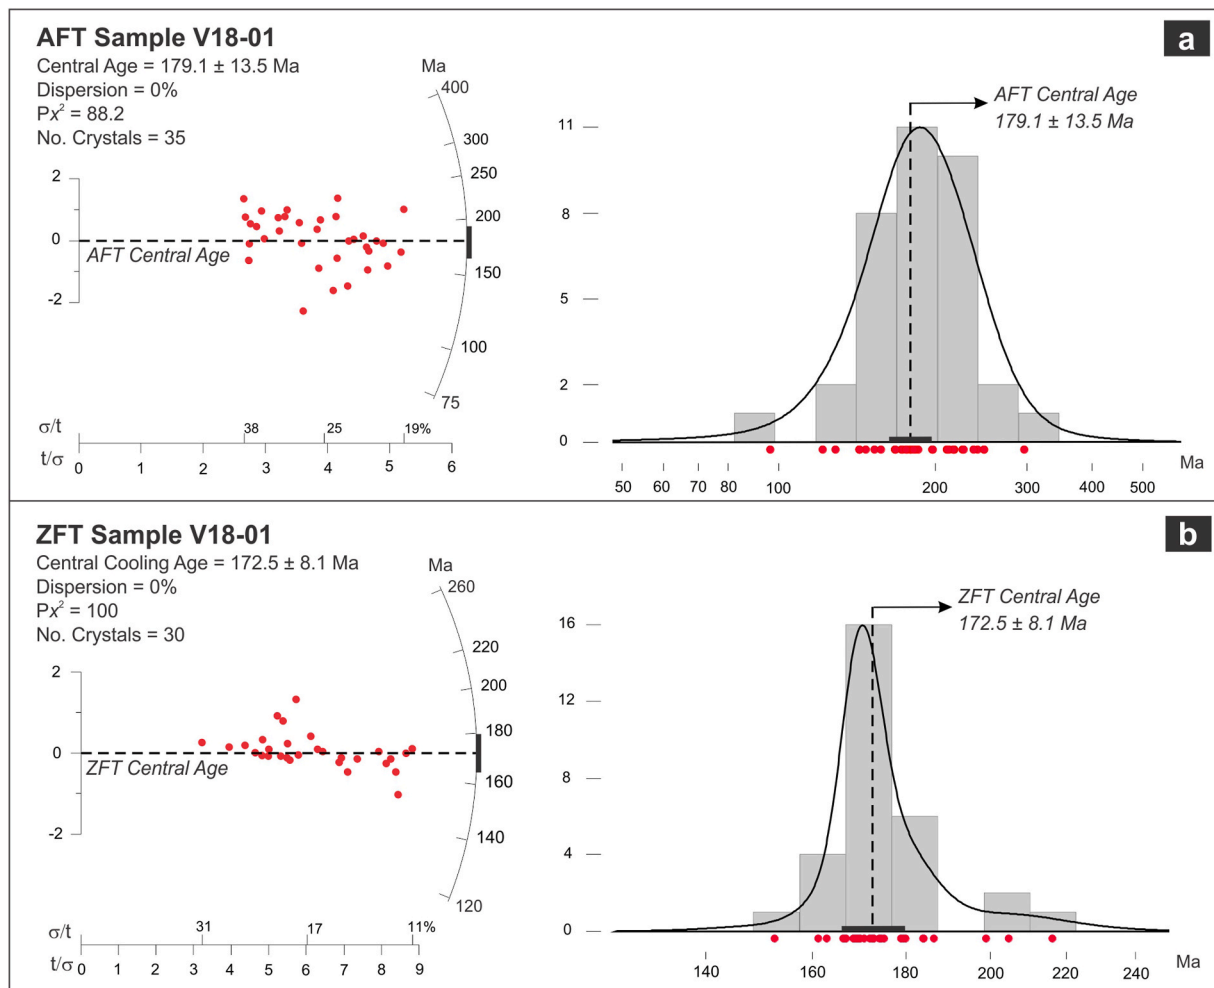 AFT Sample V18-01
Central Age = 179.1 ± 13.5 Ma
Dispersion = 0%
Px² = 88.2
No. Crystals = 35
a
Ma
400
300
250
200
150
100
75
2
0
-2
AFT Central Age
σ/t
38 25 19%
t/σ
0 1 2 3 4 5 6
AFT Central Age
179.1 ± 13.5 Ma
11
8
5
2
0
Ma
50 60 70 80 100 200 300 400 500
ZFT Sample V18-01
Central Cooling Age = 172.5 ± 8.1 Ma
Dispersion = 0%
Px² = 100
No. Crystals = 30
b
Ma
260
220
200
180
160
140
120
2
0
-2
ZFT Central Age
σ/t
31 17 11%
t/σ
0 1 2 3 4 5 6 7 8 9
ZFT Central Age
172.5 ± 8.1 Ma
16
12
8
4
0
Ma
140 160 180 200 220 240